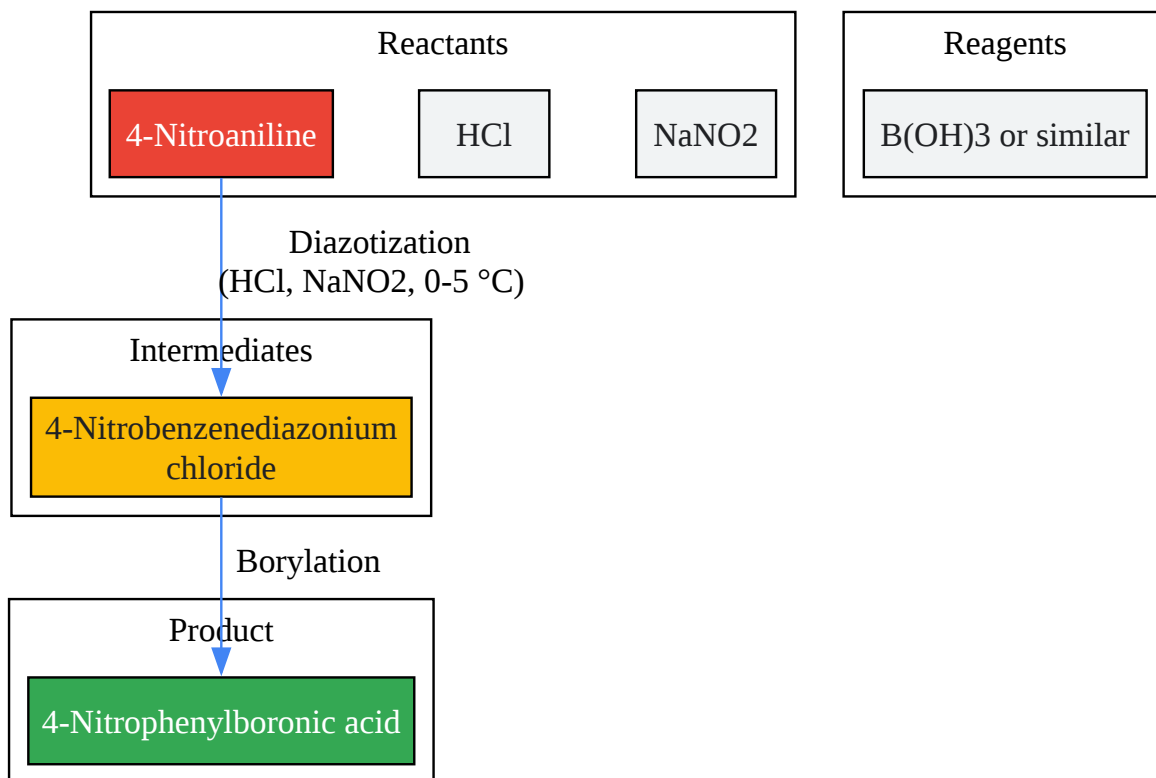 Reactants
Reagents
4-Nitroaniline
HCl
NaNO2
B(OH)3 or similar
Diazotization
(HCl, NaNO2, 0-5 °C)
Intermediates
4-Nitrobenzenediazonium
chloride
Borylation
Product
4-Nitrophenylboronic acid